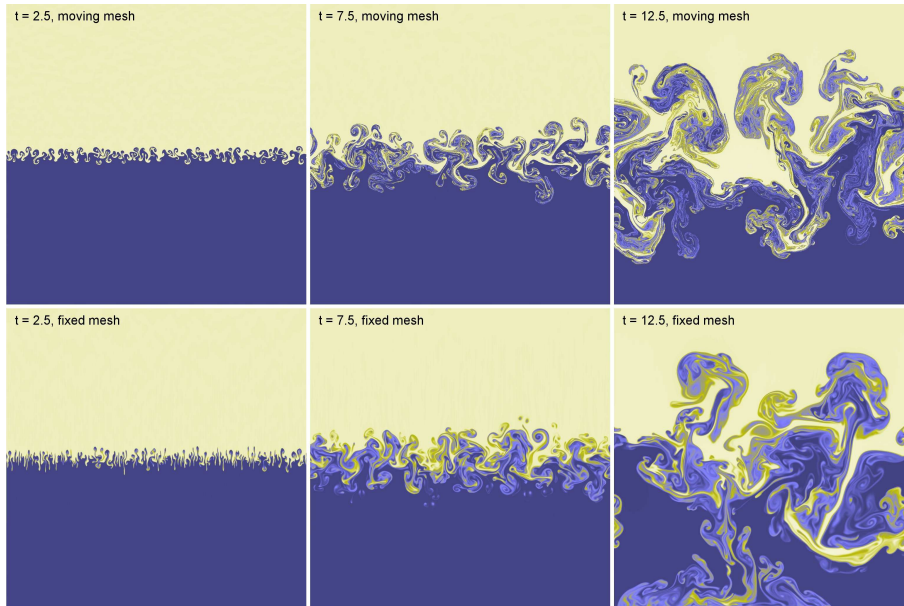 t = 2.5, moving mesh
t = 7.5, moving mesh
t = 12.5, moving mesh
t = 2.5, fixed mesh
t = 7.5, fixed mesh
t = 12.5, fixed mesh